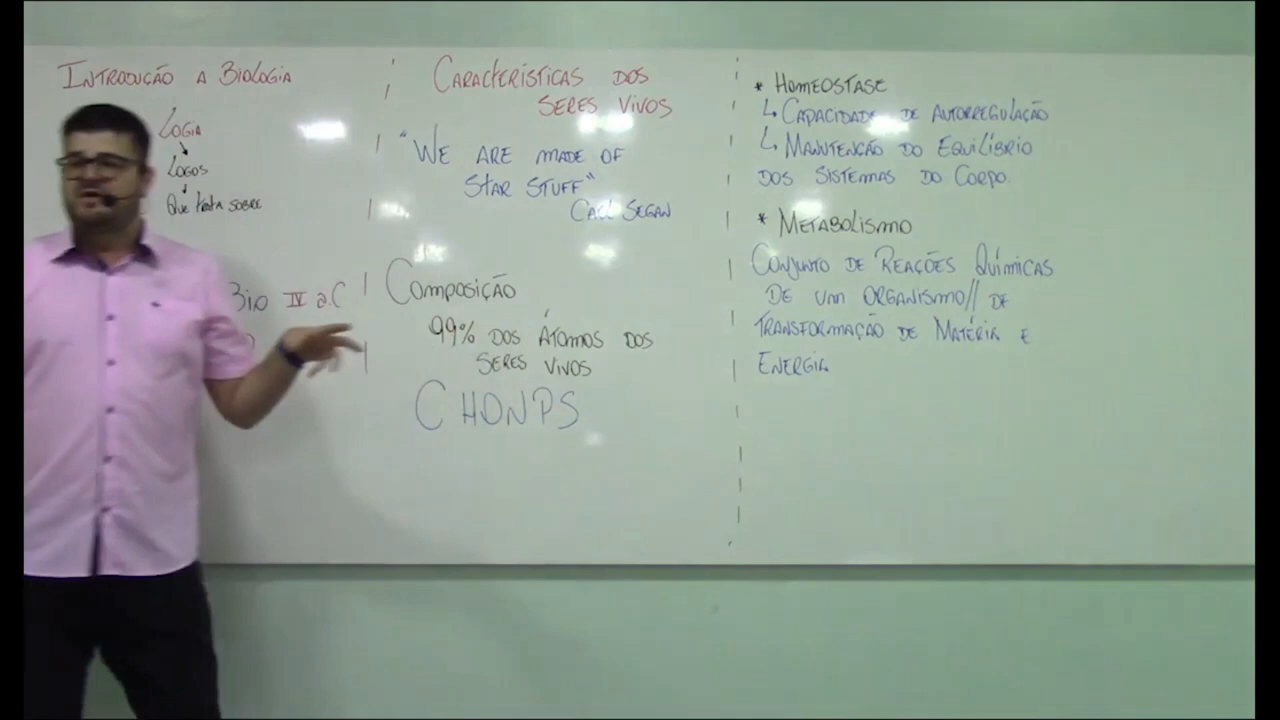 INTRODUÇÃO A BIOLOGIA
LOGIA
LOGOS
QUE TRATA SOBRE
BIO IV a.C
CARACTERÍSTICAS DOS
SERES VIVOS
"WE ARE MADE OF
STAR STUFF"
CARL SEGAN
COMPOSIÇÃO
99% DOS ÁTOMOS DOS
SERES VIVOS
CHONPS
* HOMEOSTASE
↳ CAPACIDADE DE AUTORREGULAÇÃO
↳ MANUTENÇÃO DO EQUILÍBRIO
DOS SISTEMAS DO CORPO.
* METABOLISMO
CONJUNTO DE REAÇÕES QUÍMICAS
DE UM ORGANISMO// DE
TRANSFORMAÇÃO DE MATÉRIA E
ENERGIA